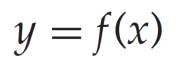 y = f(x)